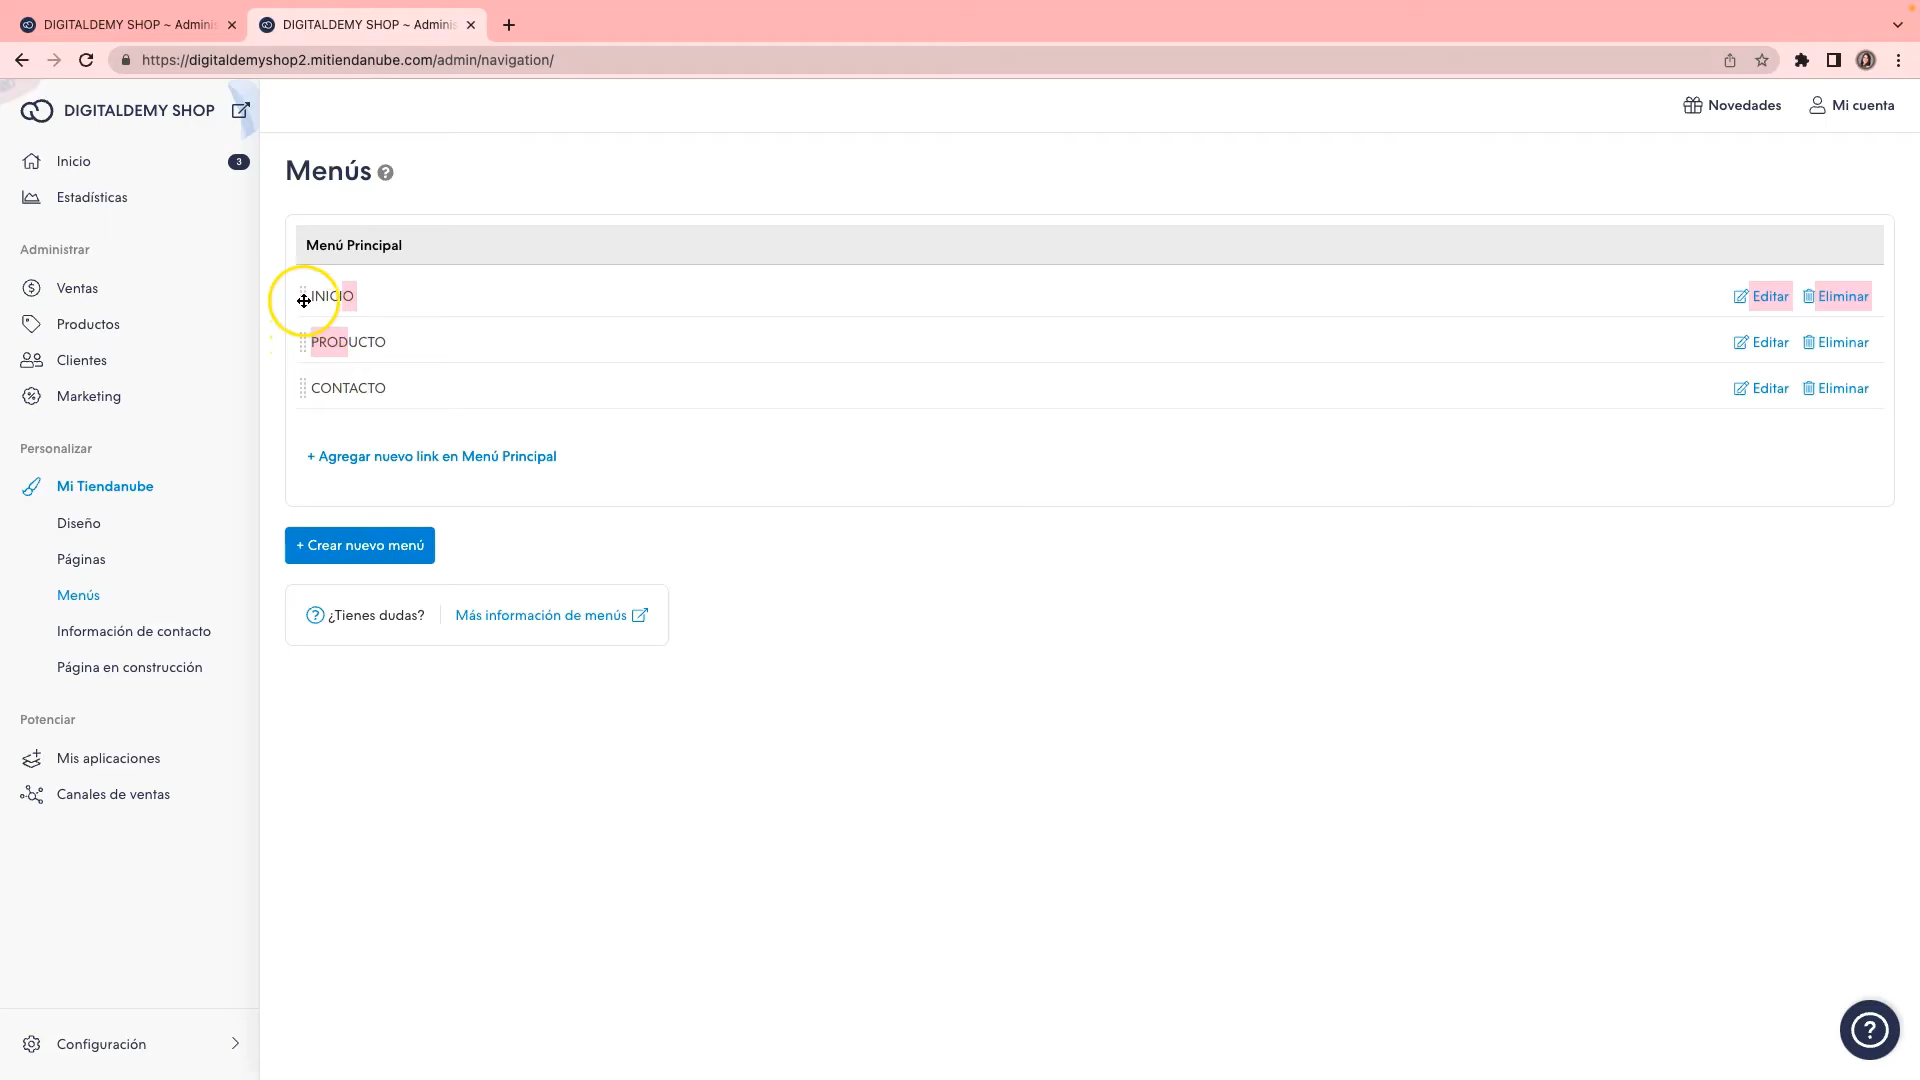 DIGITALDEMY SHOP ~ Adminis
DIGITALDEMY SHOP ~ Adminis
https://digitaldemyshop2.mitiendanube.com/admin/navigation/
DIGITALDEMY SHOP
Novedades
Mi cuenta
Inicio
3
Estadísticas
Administrar
Ventas
Productos
Clientes
Marketing
Personalizar
Mi Tiendanube
Diseño
Páginas
Menús
Información de contacto
Página en construcción
Potenciar
Mis aplicaciones
Canales de ventas
Configuración
Menús ?
Menú Principal
INICIO Editar Eliminar
PRODUCTO Editar Eliminar
CONTACTO Editar Eliminar
+ Agregar nuevo link en Menú Principal
+ Crear nuevo menú
? ¿Tienes dudas? Más información de menús
?